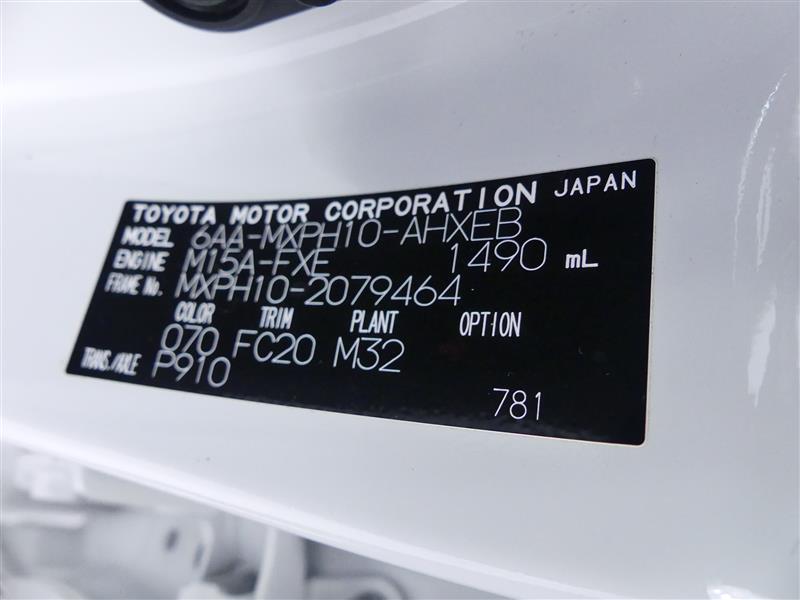 TOYOTA MOTOR CORPORATION JAPAN
MODEL 6AA-MXPH10-AHXEB
ENGINE M15A-FXE 1490 mL
FRAME No. MXPH10-2079464
COLOR TRIM PLANT OPTION
070 FC20 M32
TRANS./AXLE P910
781